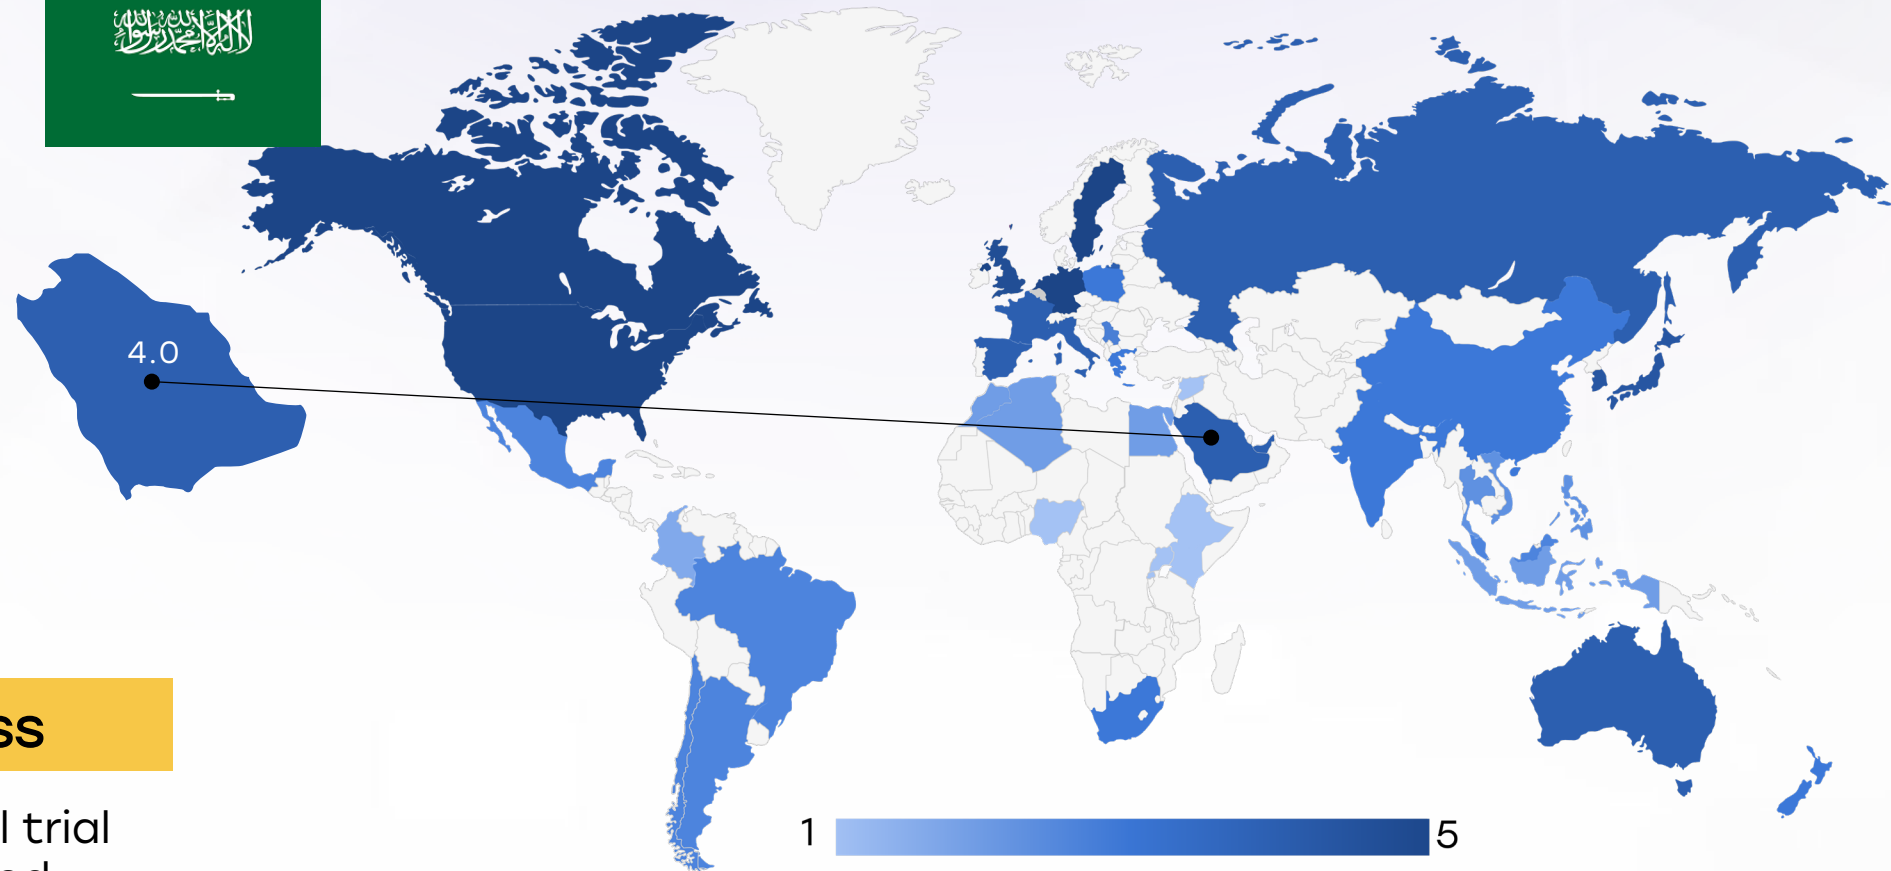 لا إله إلا الله محمد رسول الله
4.0
ss
l trial
1
5